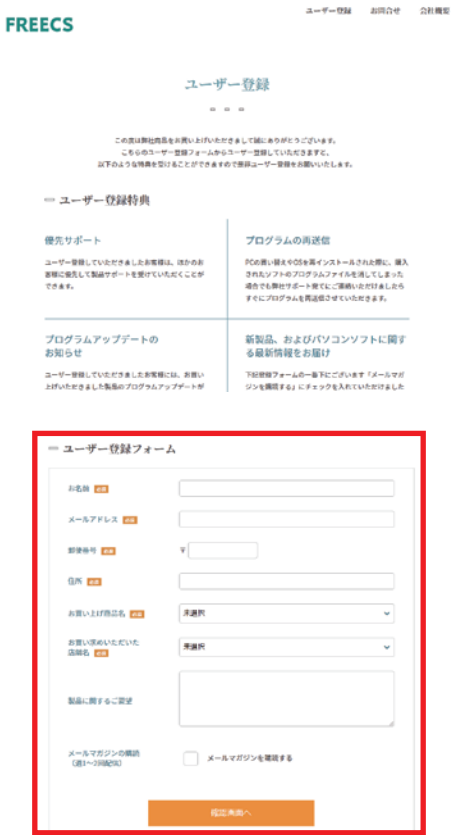 ユーザー登録 お問合せ 会社概要
FREECS
ユーザー登録
この度は弊社商品をお買い上げいただきまして誠にありがとうございます。
こちらのユーザー登録フォームからユーザー登録していただきますと、
以下のような特典を受けることができますので是非ユーザー登録をお願いいたします。
ユーザー登録特典
優先サポート
ユーザー登録していただきましたお客様は、ほかのお
客様に優先して製品サポートを受けていただくことが
できます。
プログラムの再送信
PCの買い替えやOSを再インストールされた際に、購入
されたソフトのプログラムファイルを消してしまった
場合でも弊社サポート宛てにご連絡いただけましたら
すぐにプログラムを再送信させていただきます。
プログラムアップデートの
お知らせ
ユーザー登録していただきましたお客様には、お買い
上げいただきました製品のプログラムアップデートが
新製品、およびパソコンソフトに関す
る最新情報をお届け
下記登録フォームの一番下にございます「メールマガ
ジンを購読する」にチェックを入れていただけました
ユーザー登録フォーム
お名前 必須
メールアドレス 必須
郵便番号 必須 〒
住所 必須
お買い上げ商品名 必須 未選択
お買い求めいただいた
店舗名 必須 未選択
製品に関するご要望
メールマガジンの購読
(週1〜2回配信) メールマガジンを購読する
確認画面へ